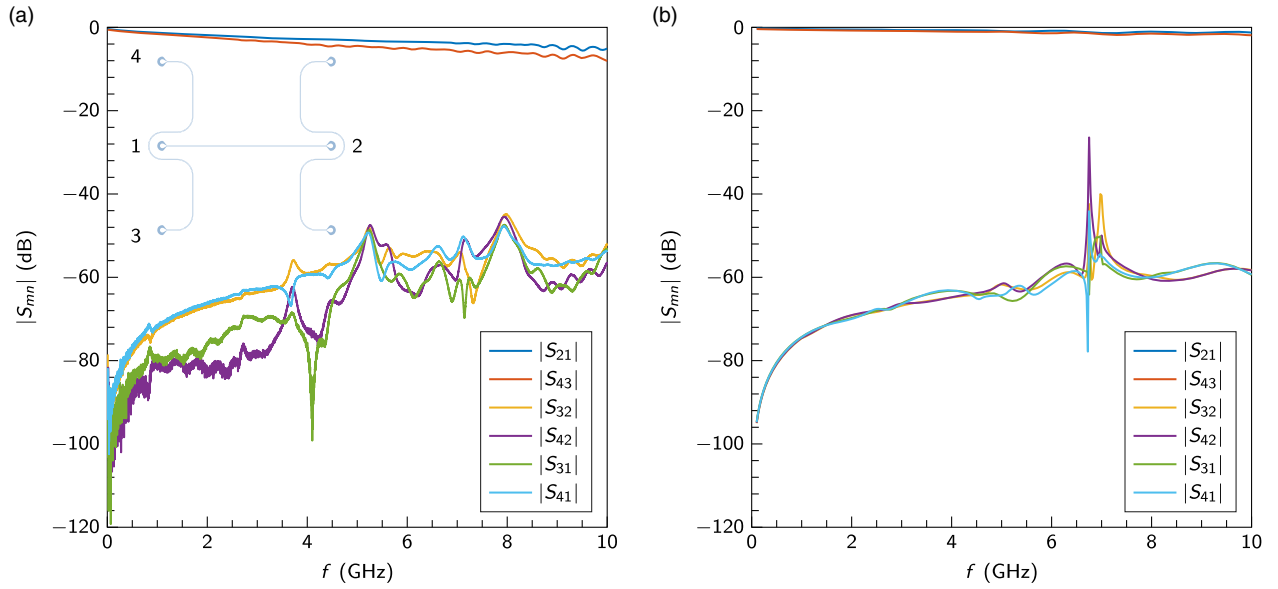 (a)
0
−20
−40
−60
−80
−100
−120
|Smn| (dB)
4
1
2
3
|S21|
|S43|
|S32|
|S42|
|S31|
|S41|
0 2 4 6 8 10
f (GHz)
(b)
0
−20
−40
−60
−80
−100
−120
|Smn| (dB)
|S21|
|S43|
|S32|
|S42|
|S31|
|S41|
0 2 4 6 8 10
f (GHz)